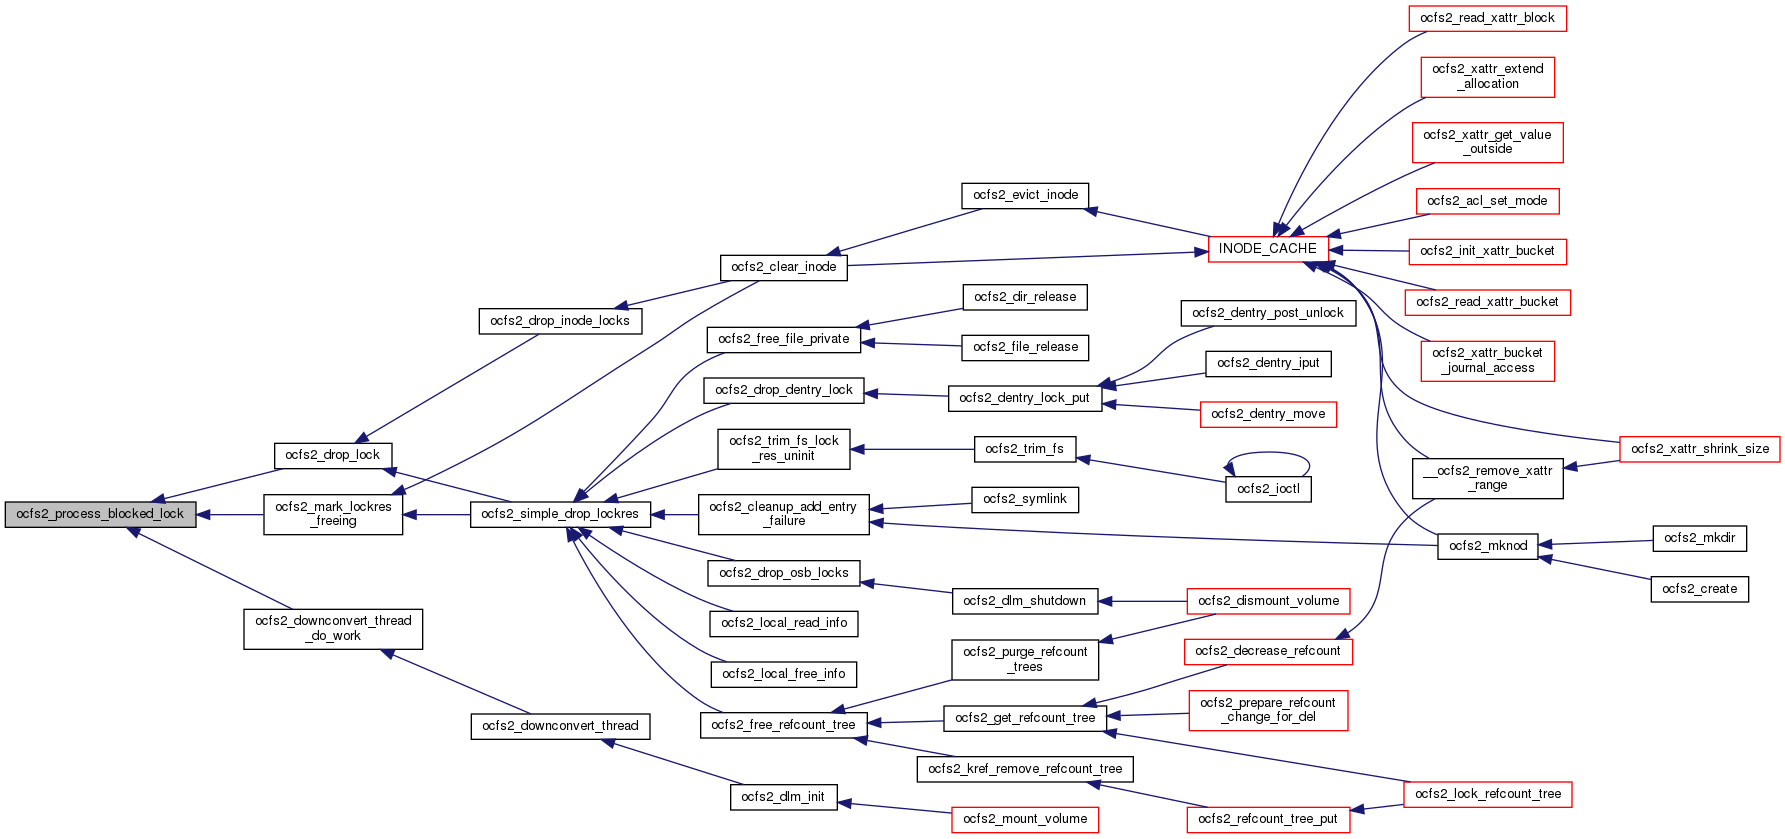 ocfs2_read_xattr_block
ocfs2_xattr_extend
_allocation
ocfs2_xattr_get_value
_outside
ocfs2_evict_inode
ocfs2_acl_set_mode
INODE_CACHE
ocfs2_init_xattr_bucket
ocfs2_clear_inode
ocfs2_dir_release
ocfs2_read_xattr_bucket
ocfs2_drop_inode_locks
ocfs2_dentry_post_unlock
ocfs2_free_file_private
ocfs2_file_release
ocfs2_xattr_bucket
_journal_access
ocfs2_dentry_iput
ocfs2_drop_dentry_lock
ocfs2_dentry_lock_put
ocfs2_dentry_move
ocfs2_drop_lock
ocfs2_trim_fs_lock
_res_uninit
ocfs2_trim_fs
ocfs2_xattr_shrink_size
__ocfs2_remove_xattr
_range
ocfs2_ioctl
ocfs2_process_blocked_lock
ocfs2_mark_lockres
_freeing
ocfs2_simple_drop_lockres
ocfs2_cleanup_add_entry
_failure
ocfs2_symlink
ocfs2_mknod
ocfs2_mkdir
ocfs2_drop_osb_locks
ocfs2_create
ocfs2_dlm_shutdown
ocfs2_dismount_volume
ocfs2_downconvert_thread
_do_work
ocfs2_local_read_info
ocfs2_purge_refcount
_trees
ocfs2_decrease_refcount
ocfs2_local_free_info
ocfs2_prepare_refcount
_change_for_del
ocfs2_downconvert_thread
ocfs2_free_refcount_tree
ocfs2_get_refcount_tree
ocfs2_kref_remove_refcount_tree
ocfs2_dlm_init
ocfs2_lock_refcount_tree
ocfs2_mount_volume
ocfs2_refcount_tree_put